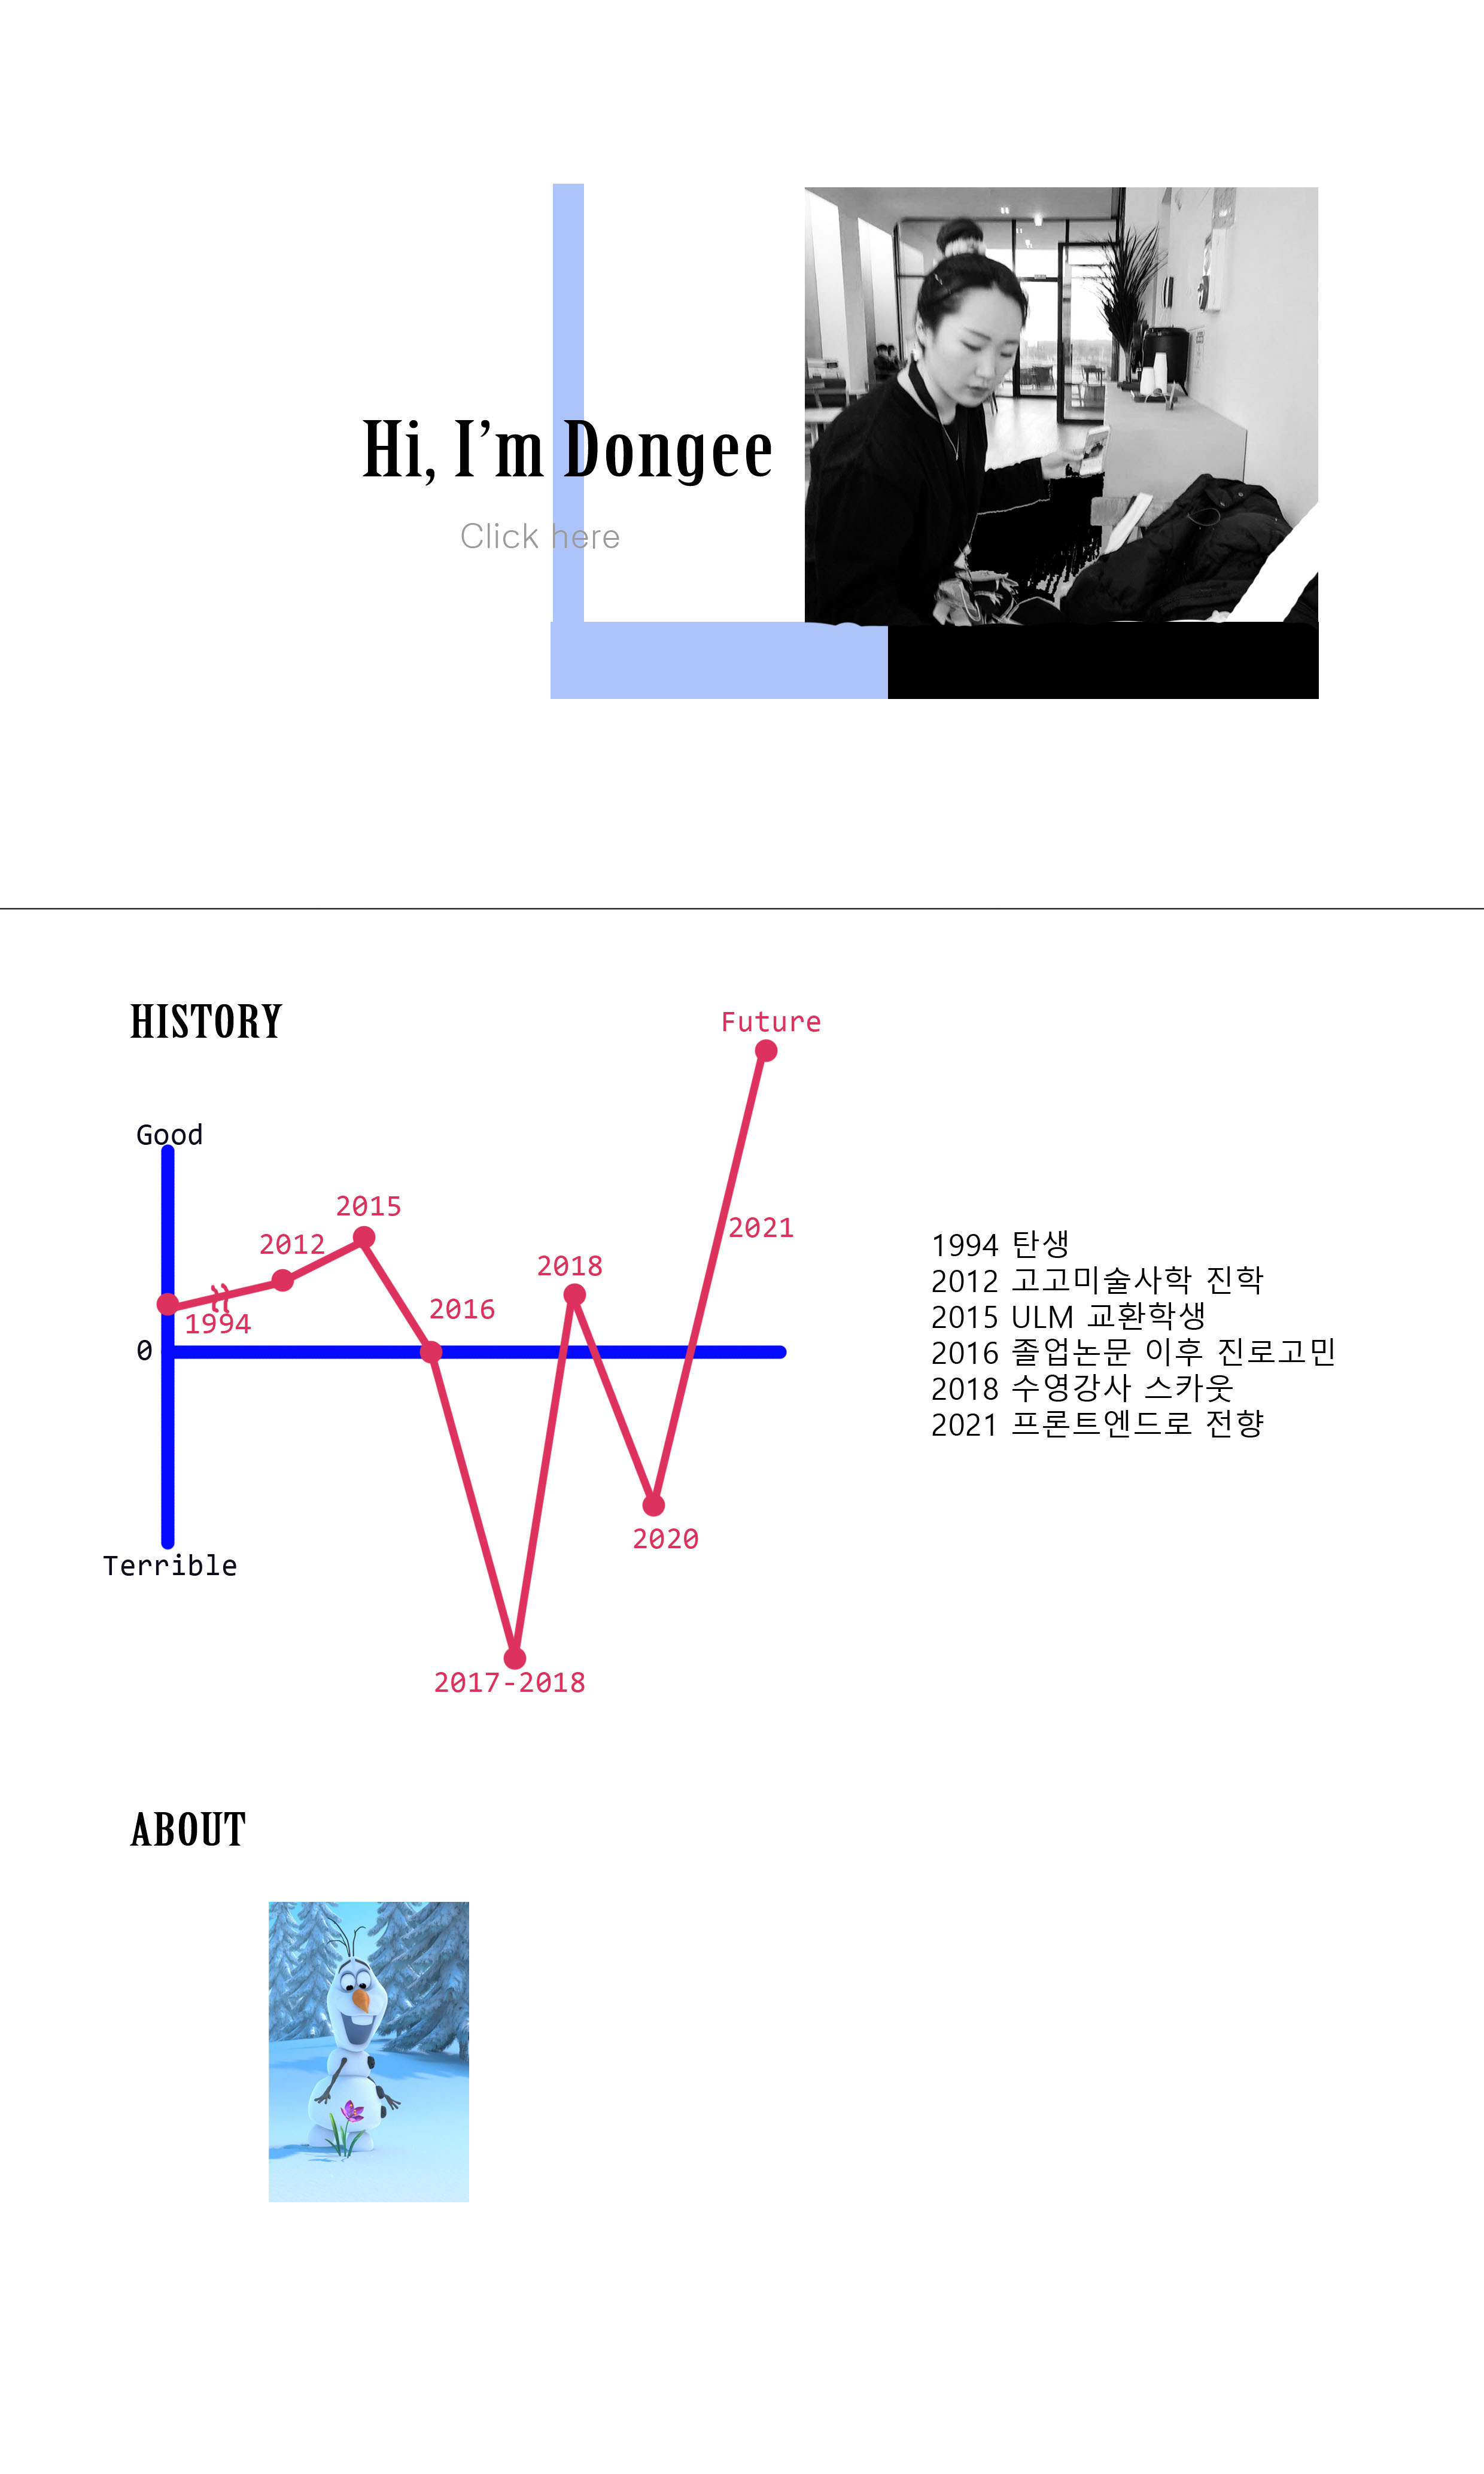 Hi, I'm Dongee
Click here
HISTORY
Future
Good
2015
2012
2021
2018
2016
1994
0
2020
Terrible
2017-2018
1994 탄생
2012 고고미술사학 진학
2015 ULM 교환학생
2016 졸업논문 이후 진로고민
2018 수영강사 스카웃
2021 프론트엔드로 전향
ABOUT